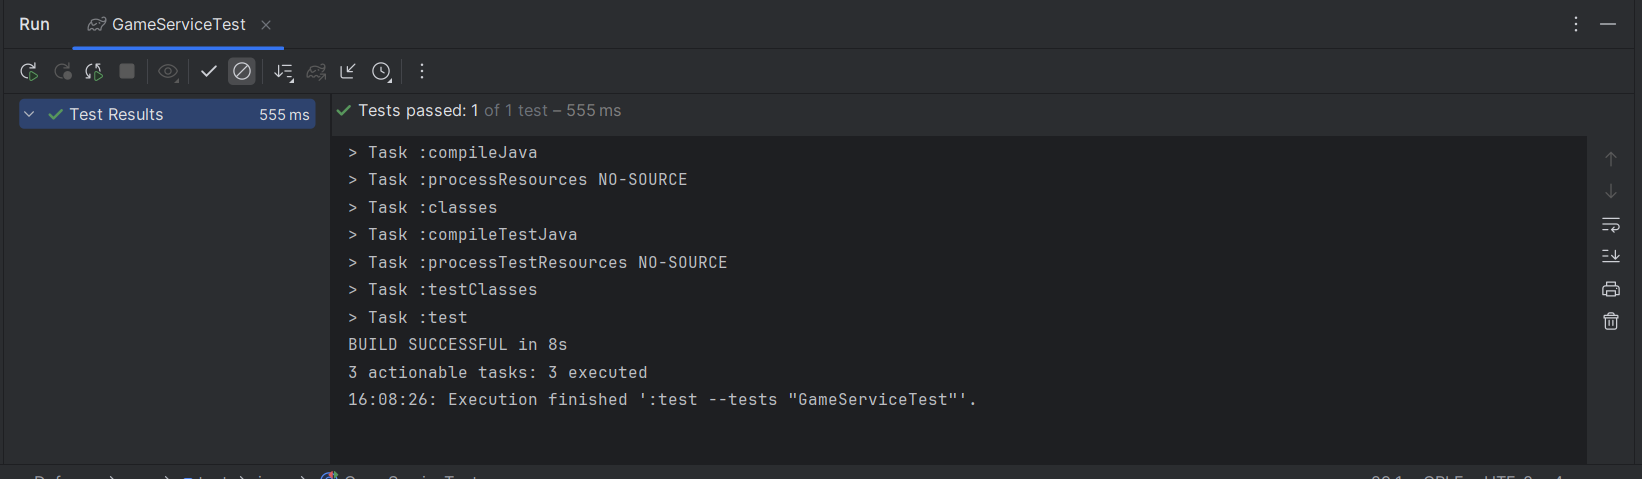 Run GameServiceTest
Test Results 555 ms
Tests passed: 1 of 1 test – 555 ms
> Task :compileJava
> Task :processResources NO-SOURCE
> Task :classes
> Task :compileTestJava
> Task :processTestResources NO-SOURCE
> Task :testClasses
> Task :test
BUILD SUCCESSFUL in 8s
3 actionable tasks: 3 executed
16:08:26: Execution finished ':test --tests "GameServiceTest"'.